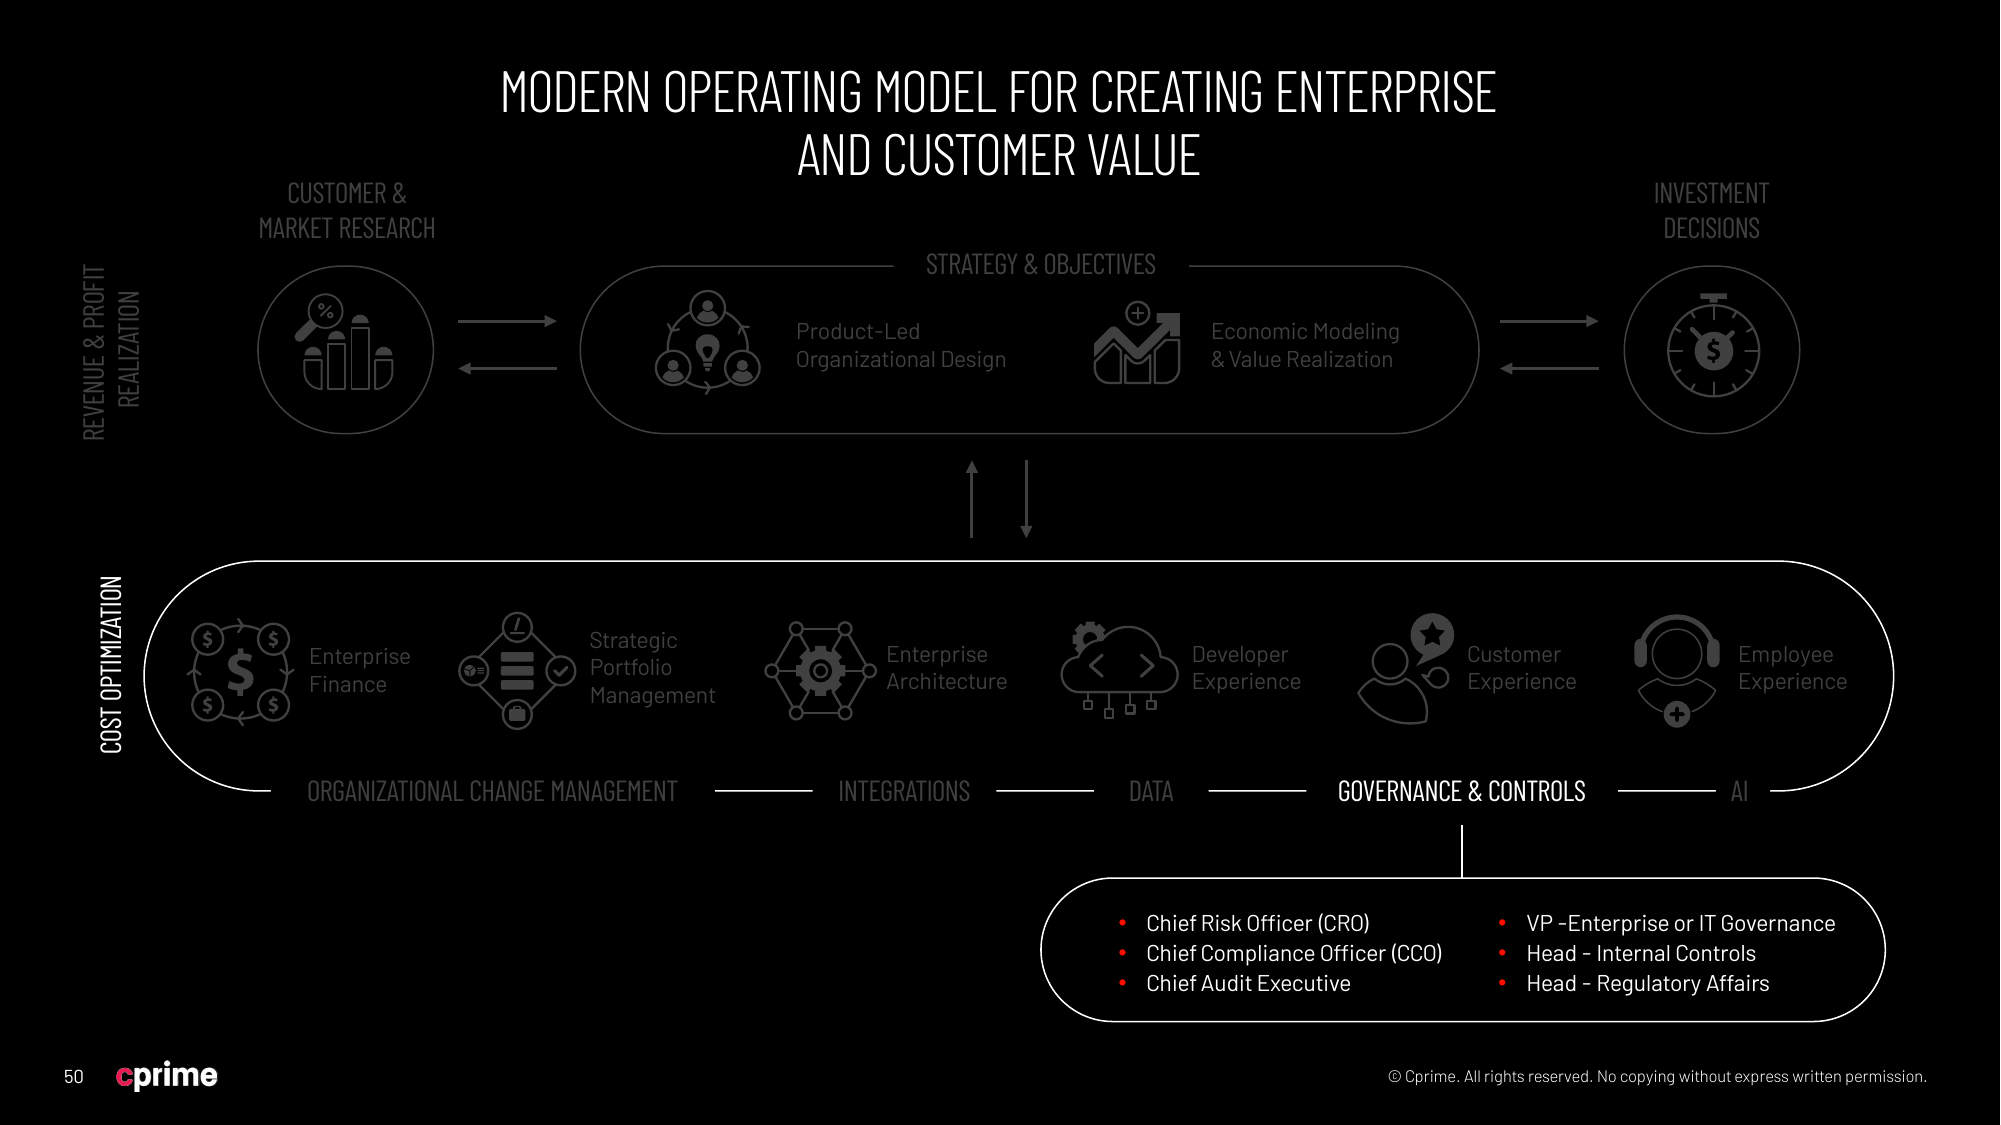 MODERN OPERATING MODEL FOR CREATING ENTERPRISE
AND CUSTOMER VALUE
CUSTOMER &
MARKET RESEARCH
INVESTMENT
DECISIONS
STRATEGY & OBJECTIVES
REVENUE & PROFIT
REALIZATION
%
Product-Led
Organizational Design
Economic Modeling
& Value Realization
$
COST OPTIMIZATION
$
$
$
$
$
Enterprise
Finance
Strategic
Portfolio
Management
Enterprise
Architecture
Developer
Experience
Customer
Experience
Employee
Experience
ORGANIZATIONAL CHANGE MANAGEMENT
INTEGRATIONS
DATA
GOVERNANCE & CONTROLS
AI
• Chief Risk Officer (CRO)
• Chief Compliance Officer (CCO)
• Chief Audit Executive
• VP -Enterprise or IT Governance
• Head - Internal Controls
• Head - Regulatory Affairs
50
cprime
© Cprime. All rights reserved. No copying without express written permission.